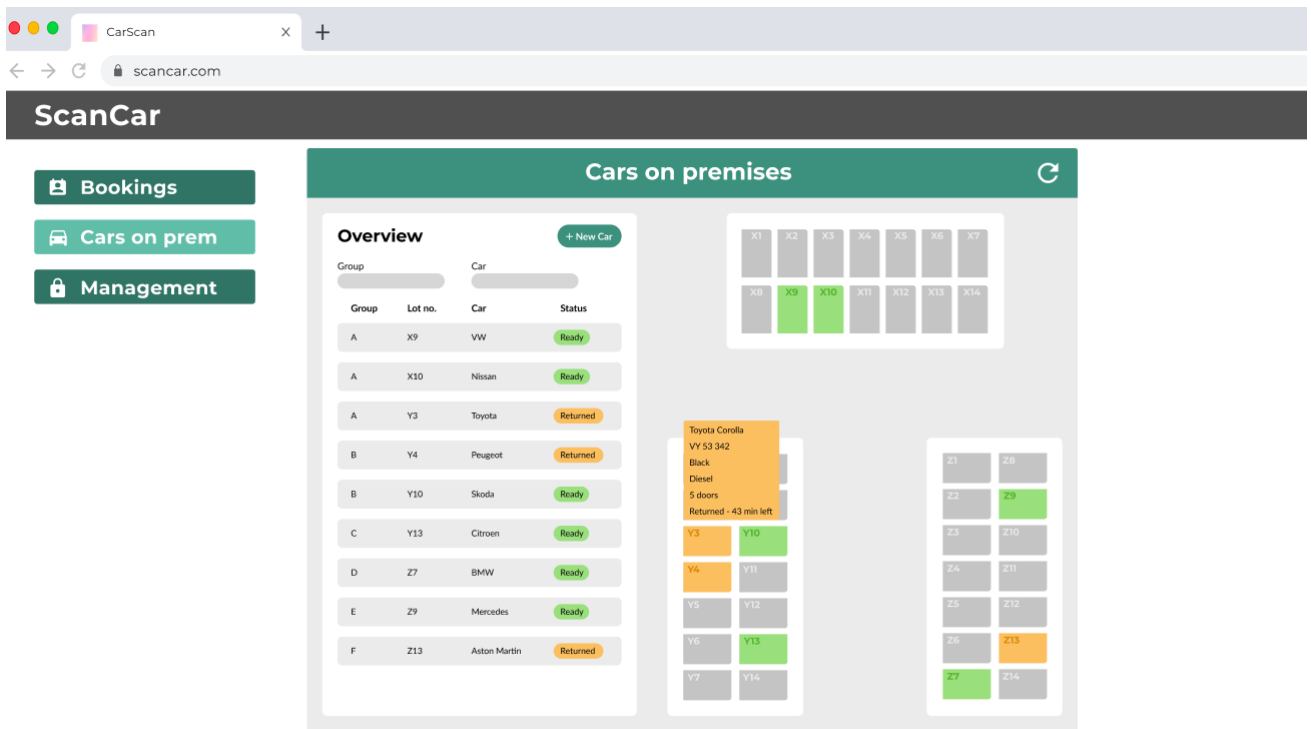 CarScan
scancar.com
ScanCar
Bookings
Cars on prem
Management
Cars on premises
Overview
+ New Car
Group Car
Group Lot no. Car Status
A X9 VW Ready
A X10 Nissan Ready
A Y3 Toyota Returned
B Y4 Peugeot Returned
B Y10 Skoda Ready
C Y13 Citroen Ready
D Z7 BMW Ready
E Z9 Mercedes Ready
F Z13 Aston Martin Returned
X1 X2 X3 X4 X5 X6 X7
X8 X9 X10 X11 X12 X13 X14
Toyota Corolla
VY 53 342
Black
Diesel
5 doors
Returned - 43 min left
Y3 Y10
Y4 Y11
Y5 Y12
Y6 Y13
Y7 Y14
Z1 Z8
Z2 Z9
Z3 Z10
Z4 Z11
Z5 Z12
Z6 Z13
Z7 Z14